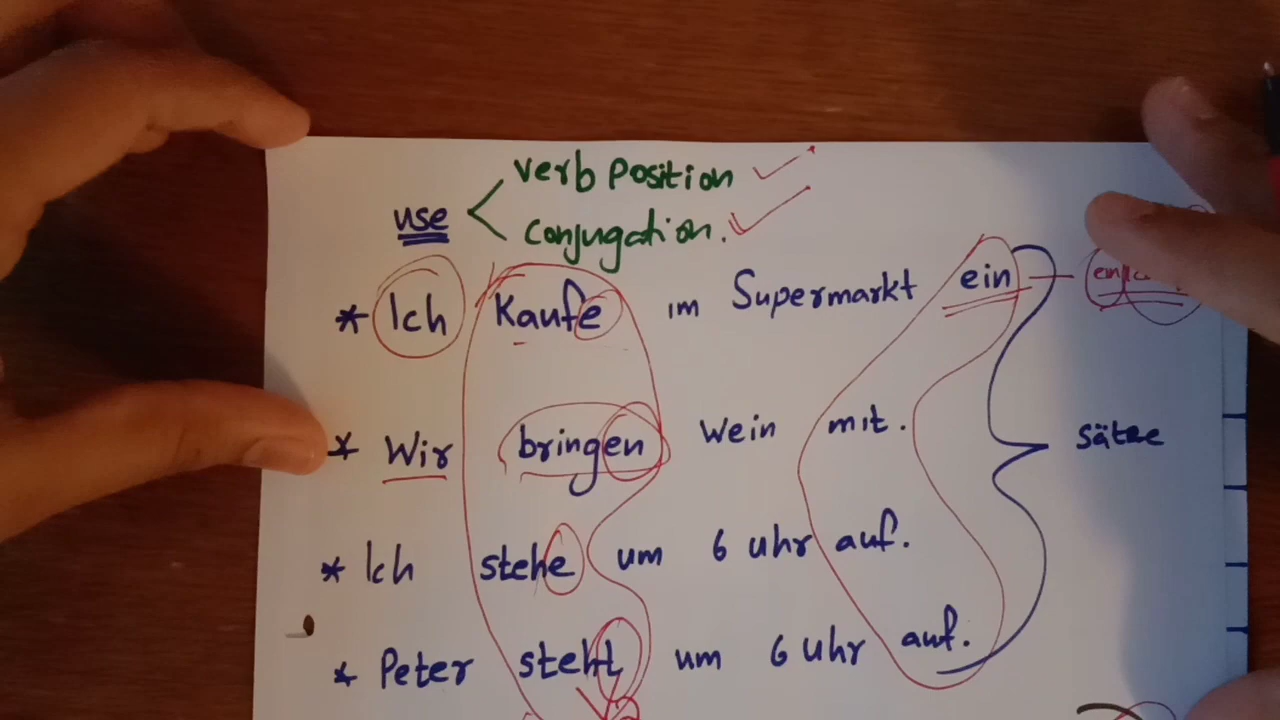 verb Position
use
conjugation.
* Ich kaufe im Supermarkt ein
* Wir bringen Wein mit.
sätze
* Ich stehe um 6 uhr auf.
* Peter steht um 6 uhr auf.